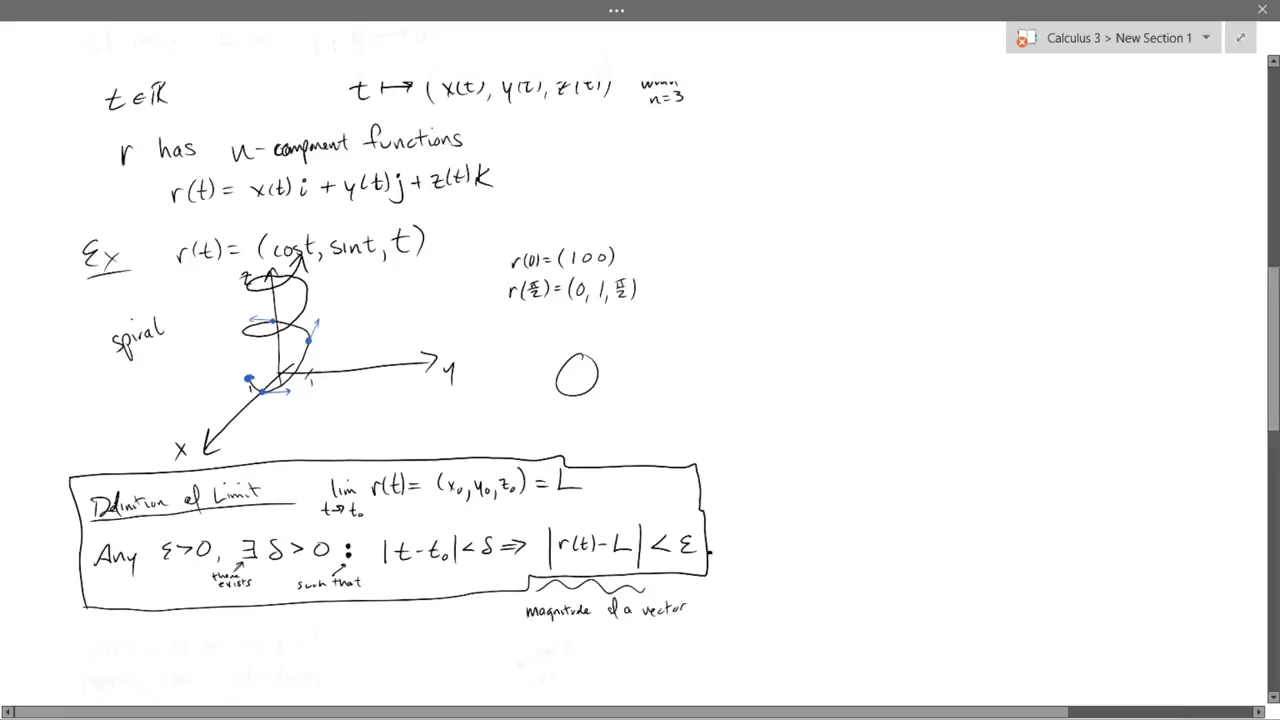 Calculus 3 > New Section 1
t ∈ ℝ
t ↦ (x(t), y(t), z(t)) when
n=3
r has n-component functions
r(t) = x(t)i + y(t)j + z(t)k
Ex r(t) = (cost, sint, t)
r(0) = (1 0 0)
r(π/2) = (0, 1, π/2)
z
spiral
1
1
y
x
Definition of Limit lim t→t₀ r(t) = (x₀, y₀, z₀) = L
Any ε>0, ∃ δ>0 : |t-t₀| < δ ⇒ |r(t)-L| < ε.
there exists
such that
magnitude of a vector